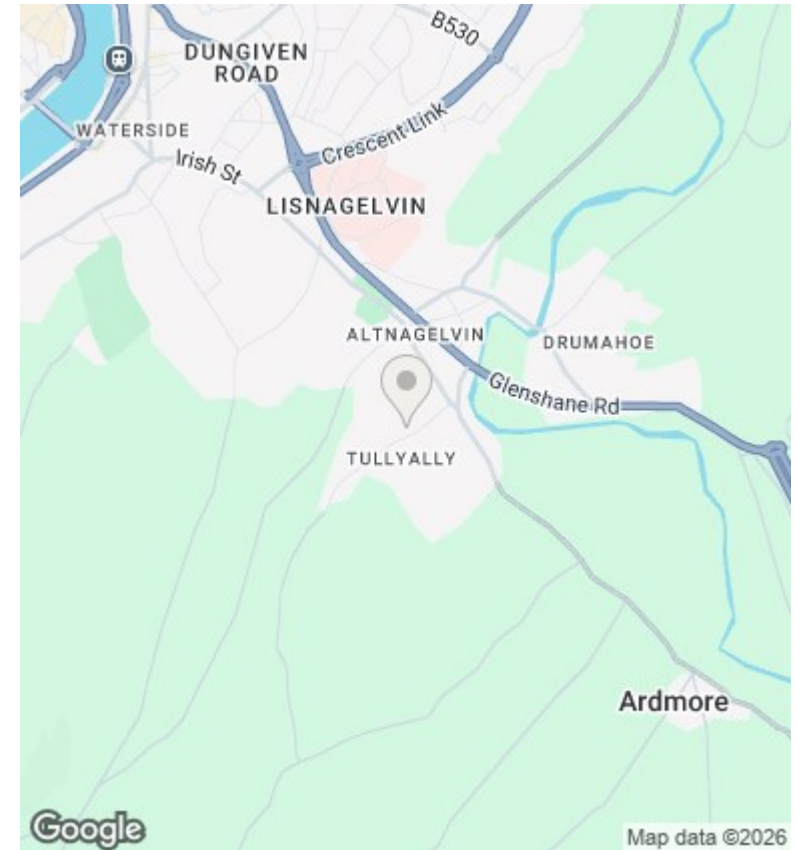 B530
DUNGIVEN
ROAD
WATERSIDE
Crescent Link
Irish St
LISNAGELVIN
ALTNAGELVIN
DRUMAHOE
Glenshane Rd
TULLYALLY
Ardmore
Google
Map data ©2026